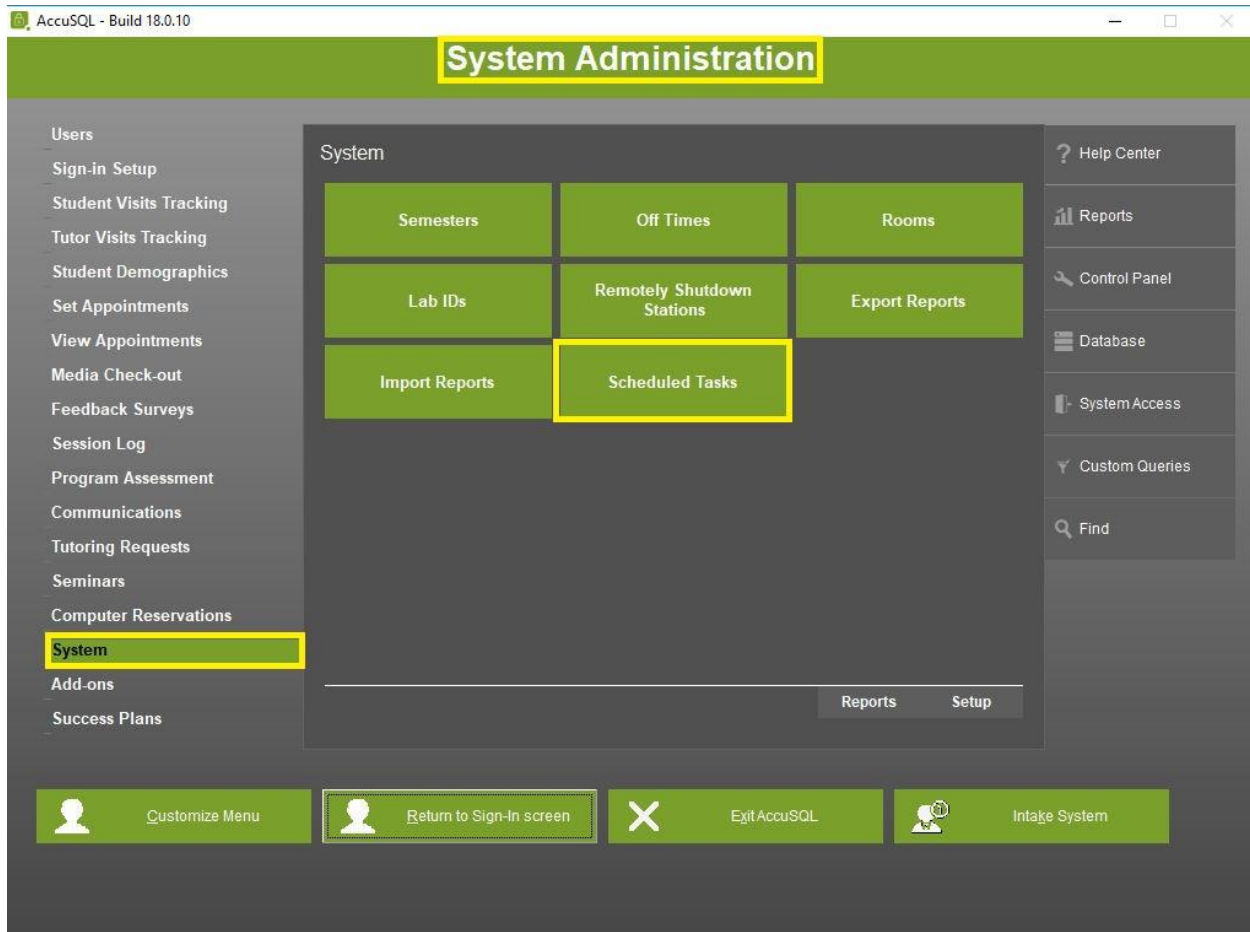 AccuSQL - Build 18.0.10
System Administration
Users
Sign-in Setup
Student Visits Tracking
Tutor Visits Tracking
Student Demographics
Set Appointments
View Appointments
Media Check-out
Feedback Surveys
Session Log
Program Assessment
Communications
Tutoring Requests
Seminars
Computer Reservations
System
Add-ons
Success Plans
System
Semesters
Off Times
Rooms
Lab IDs
Remotely Shutdown
Stations
Export Reports
Import Reports
Scheduled Tasks
Reports
Setup
? Help Center
Reports
Control Panel
Database
System Access
Custom Queries
Find
Customize Menu
Return to Sign-In screen
Exit AccuSQL
Intake System